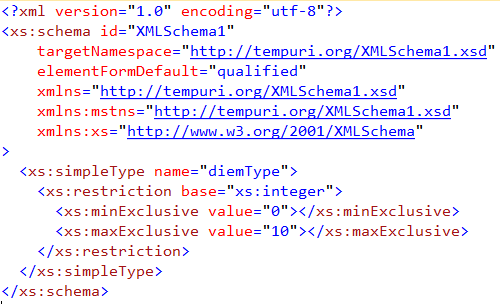 <?xml version="1.0" encoding="utf-8"?>
<xs:schema id="XMLSchema1"
targetNamespace="http://tempuri.org/XMLSchema1.xsd"
elementFormDefault="qualified"
xmlns="http://tempuri.org/XMLSchema1.xsd"
xmlns:mstns="http://tempuri.org/XMLSchema1.xsd"
xmlns:xs="http://www.w3.org/2001/XMLSchema"
>
<xs:simpleType name="diemType">
<xs:restriction base="xs:integer">
<xs:minExclusive value="0"></xs:minExclusive>
<xs:maxExclusive value="10"></xs:maxExclusive>
</xs:restriction>
</xs:simpleType>
</xs:schema>